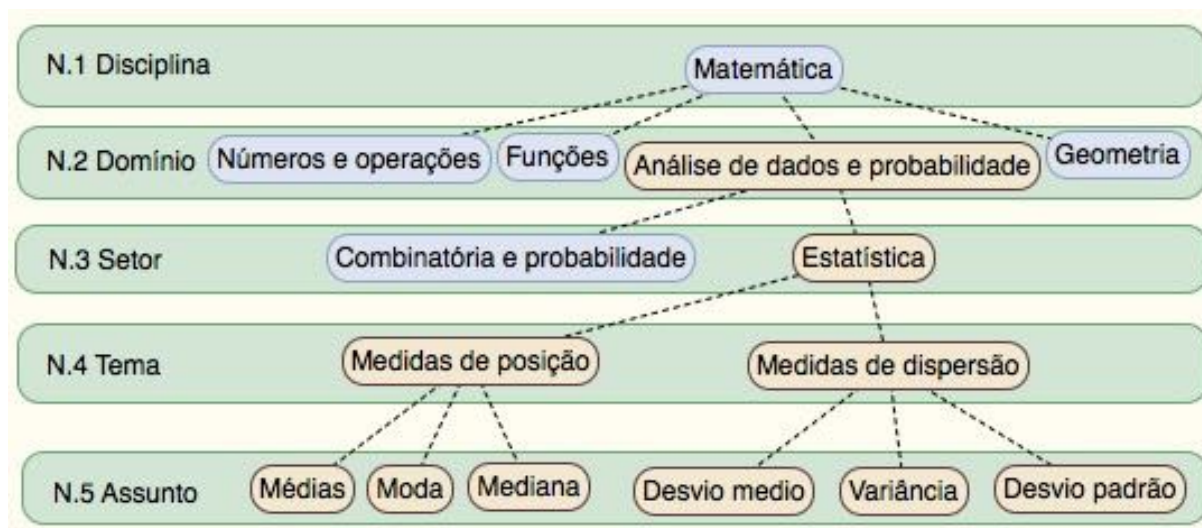 N.1 Disciplina
Matemática
N.2 Domínio
Números e operações
Funções
Análise de dados e probabilidade
Geometria
N.3 Setor
Combinatória e probabilidade
Estatística
N.4 Tema
Medidas de posição
Medidas de dispersão
N.5 Assunto
Médias
Moda
Mediana
Desvio medio
Variância
Desvio padrão